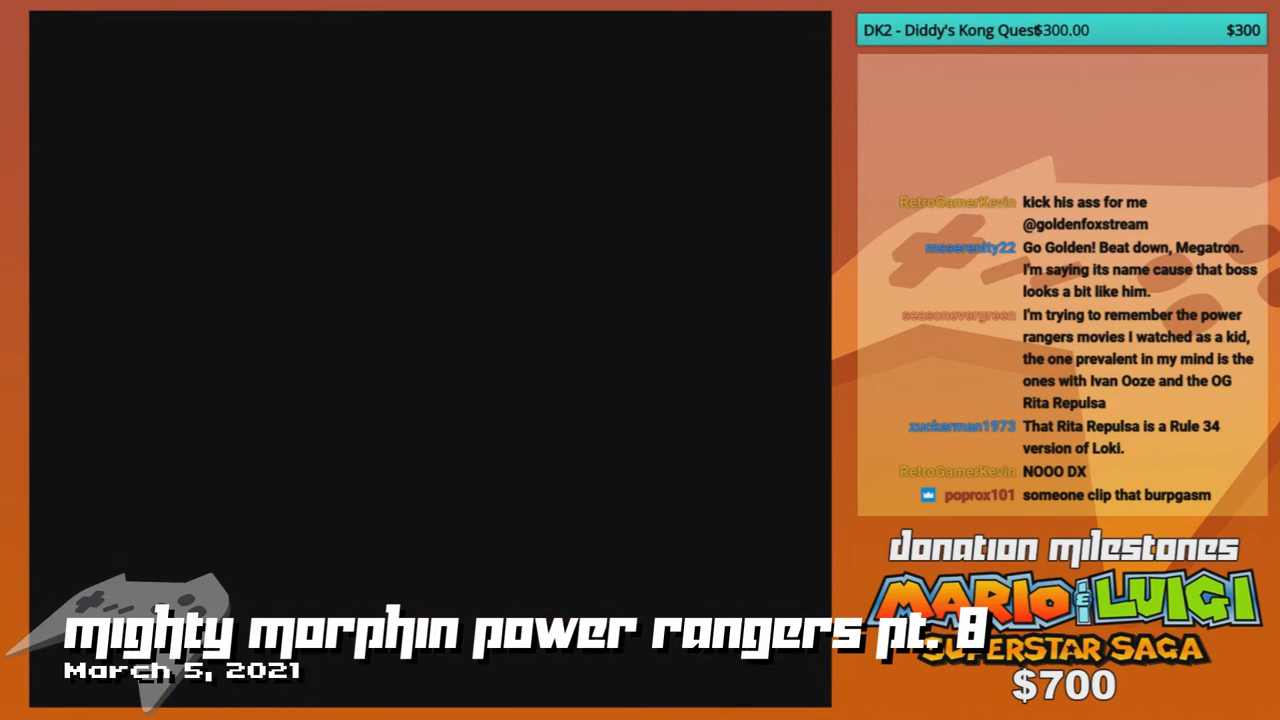 DK2 - Diddy's Kong Quest $300.00 $300
RetroGamerKevin kick his ass for me
@goldenfoxstream
msserenity22 Go Golden! Beat down, Megatron.
I'm saying its name cause that boss
looks a bit like him.
seasonevergreen I'm trying to remember the power
rangers movies I watched as a kid,
the one prevalent in my mind is the
ones with Ivan Ooze and the OG
Rita Repulsa
zuckerman1973 That Rita Repulsa is a Rule 34
version of Loki.
RetroGamerKevin NOOO DX
poprox101 someone clip that burpgasm
donation milestones
MARIO & LUIGI
SUPERSTAR SAGA
$700
mighty morphin power rangers pt. 8
March 5, 2021